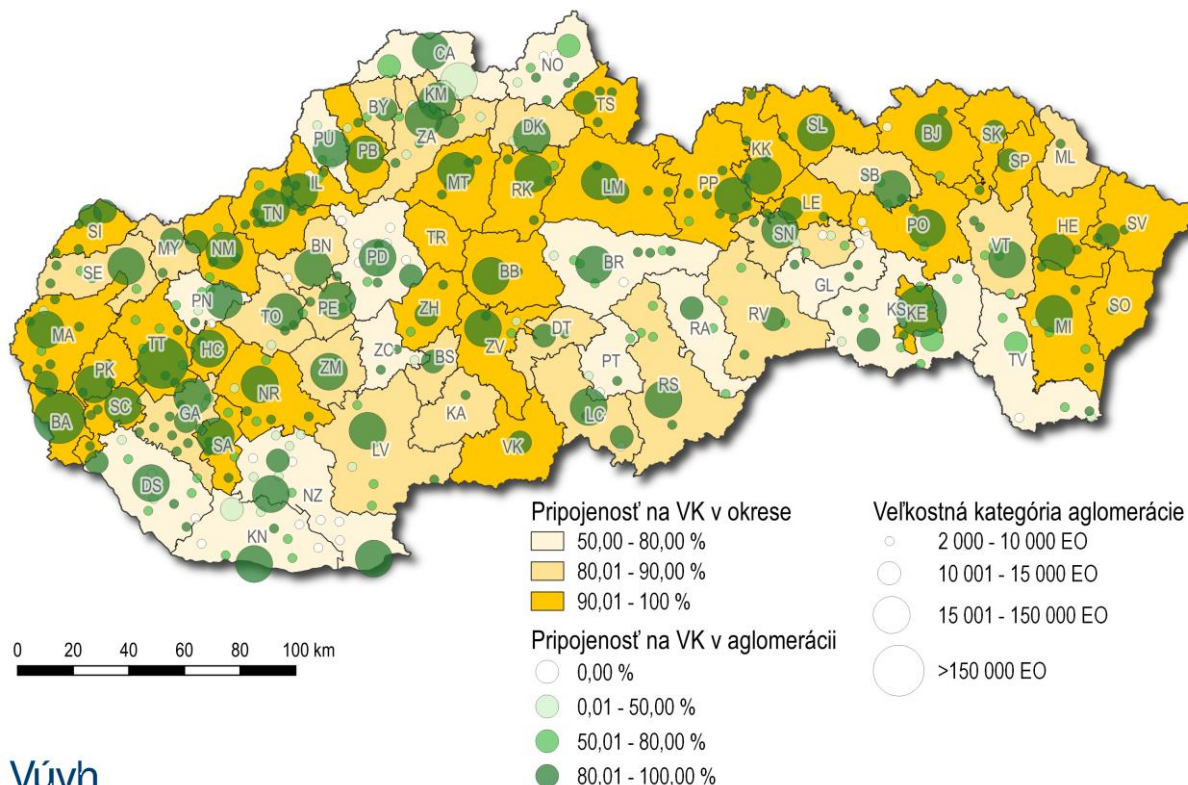 CA
NO
KM
BY
TS
PU
ZA
DK
SL
BJ
SK
PB
KK
SP
ML
IL
MT
RK
LM
PP
SB
TN
LE
SI
PO
HE
SV
MY
NM
BN
TR
SN
VT
SE
PD
BB
BR
GL
PN
PE
ZH
KS
KE
SO
MA
TO
RA
RV
MI
TT
HC
ZC
ZV
DT
BS
PT
TV
PK
ZM
NR
RS
SC
GA
KA
LC
BA
SA
LV
VK
DS
NZ
KN
Pripojenosť na VK v okrese
50,00 - 80,00 %
80,01 - 90,00 %
90,01 - 100 %
Pripojenosť na VK v aglomerácii
0,00 %
0,01 - 50,00 %
50,01 - 80,00 %
80,01 - 100,00 %
Veľkostná kategória aglomerácie
2 000 - 10 000 EO
10 001 - 15 000 EO
15 001 - 150 000 EO
>150 000 EO
0 20 40 60 80 100 km
Vúvh